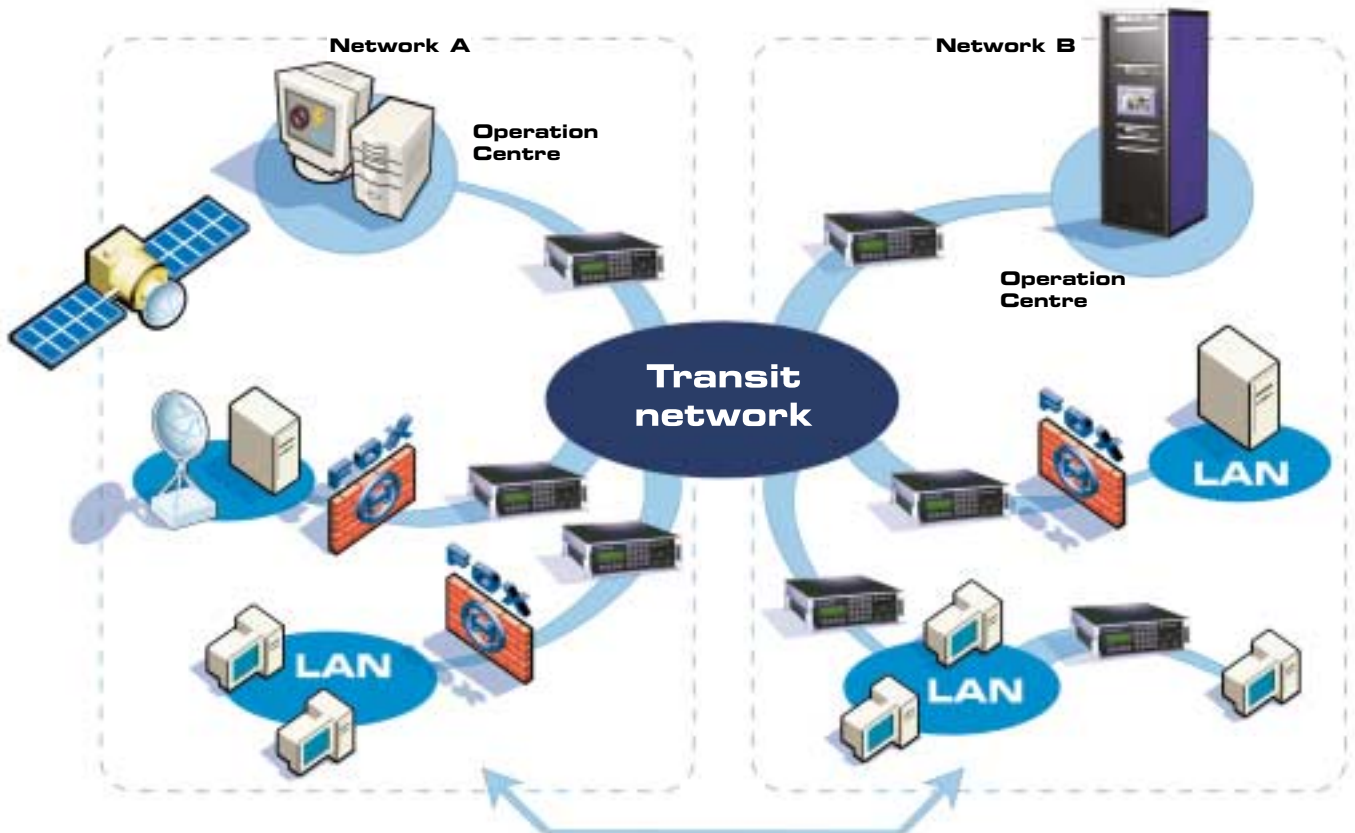 Network A
Network B
Operation
Centre
Operation
Centre
Transit
network
FOX
FOX
LAN
FOX
LAN
LAN